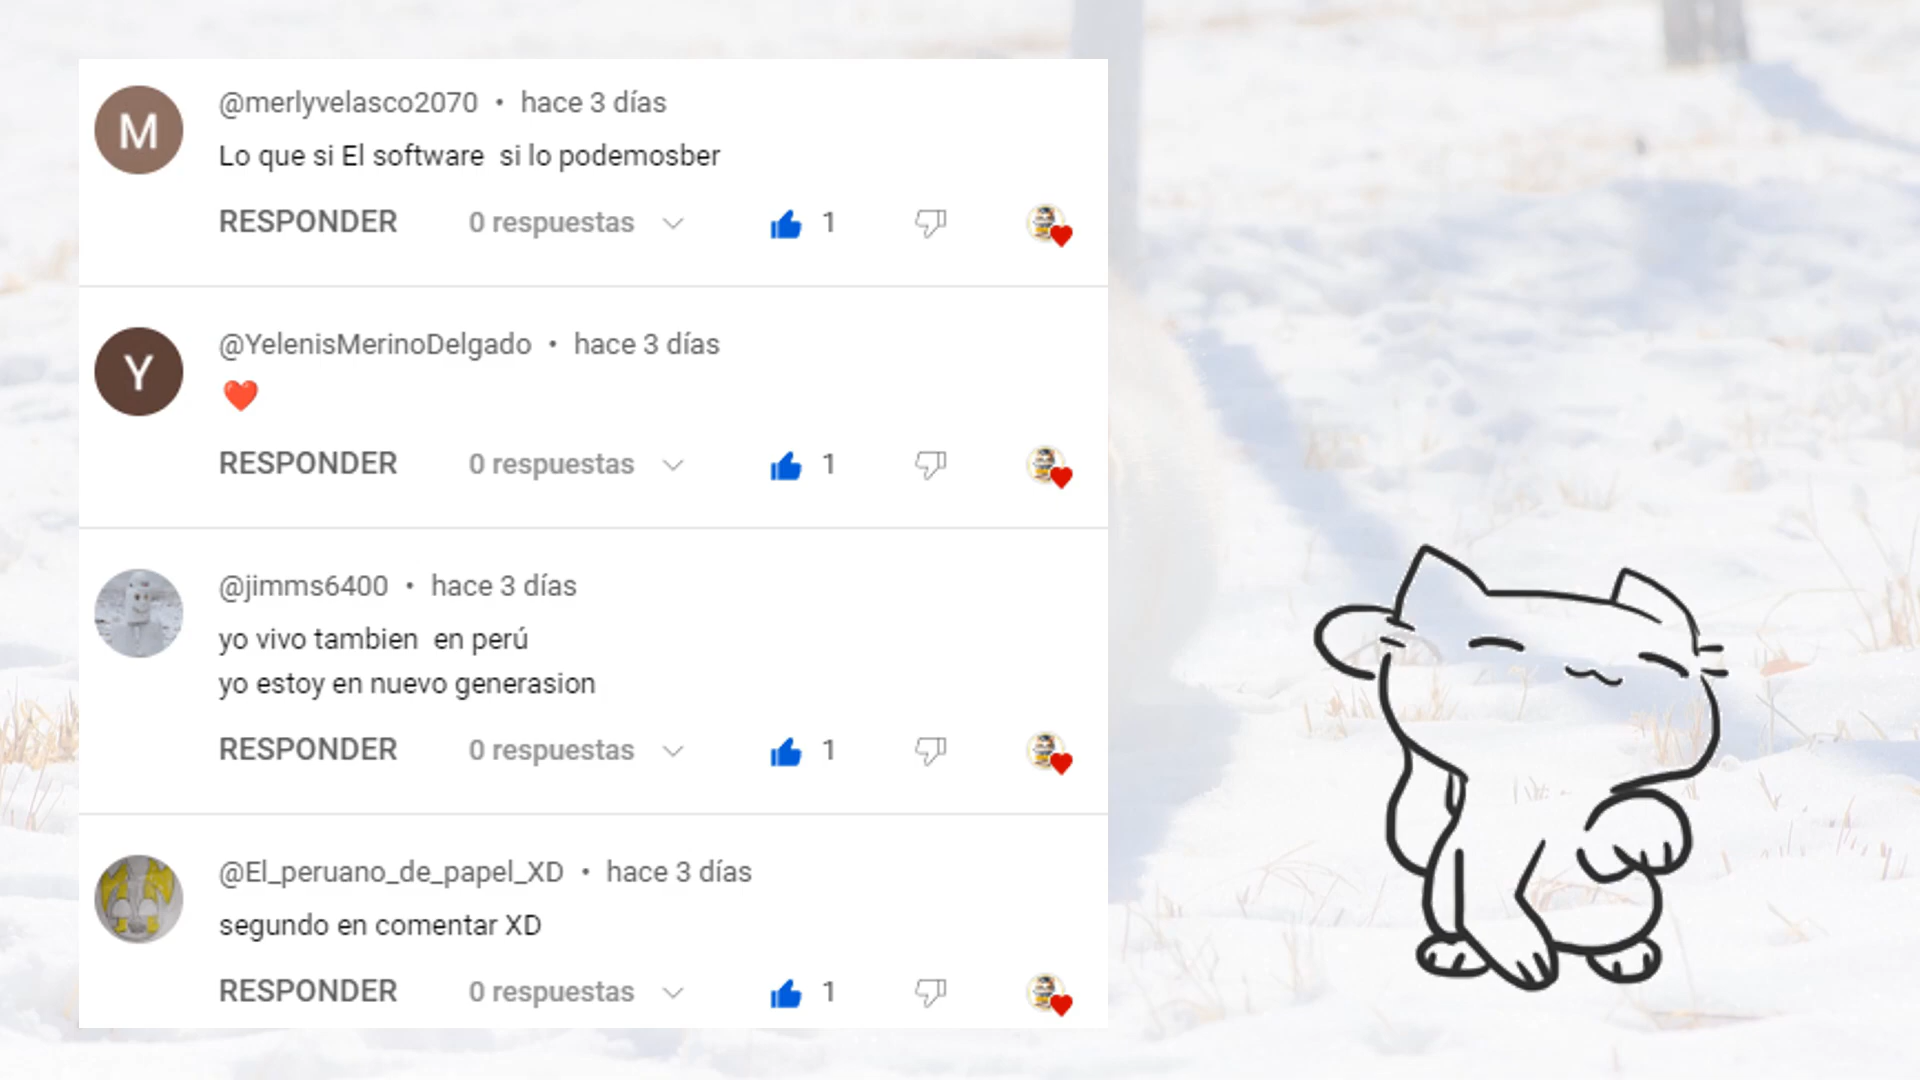 M
@merlyvelasco2070 • hace 3 días
Lo que si El software  si lo podemosber
RESPONDER 0 respuestas 1
Y
@YelenisMerinoDelgado • hace 3 días
❤️
RESPONDER 0 respuestas 1
@jimms6400 • hace 3 días
yo vivo tambien  en perú
yo estoy en nuevo generasion
RESPONDER 0 respuestas 1
@El_peruano_de_papel_XD • hace 3 días
segundo en comentar XD
RESPONDER 0 respuestas 1